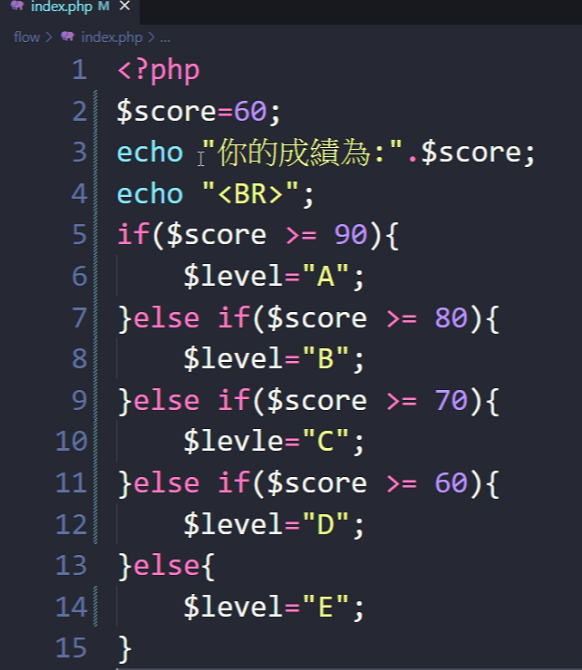 index.php M ×
flow > index.php > ...
1 <?php
2 $score=60;
3 echo "你的成績為:".$score;
4 echo "<BR>";
5 if($score >= 90){
6     $level="A";
7 }else if($score >= 80){
8     $level="B";
9 }else if($score >= 70){
10     $levle="C";
11 }else if($score >= 60){
12     $level="D";
13 }else{
14     $level="E";
15 }